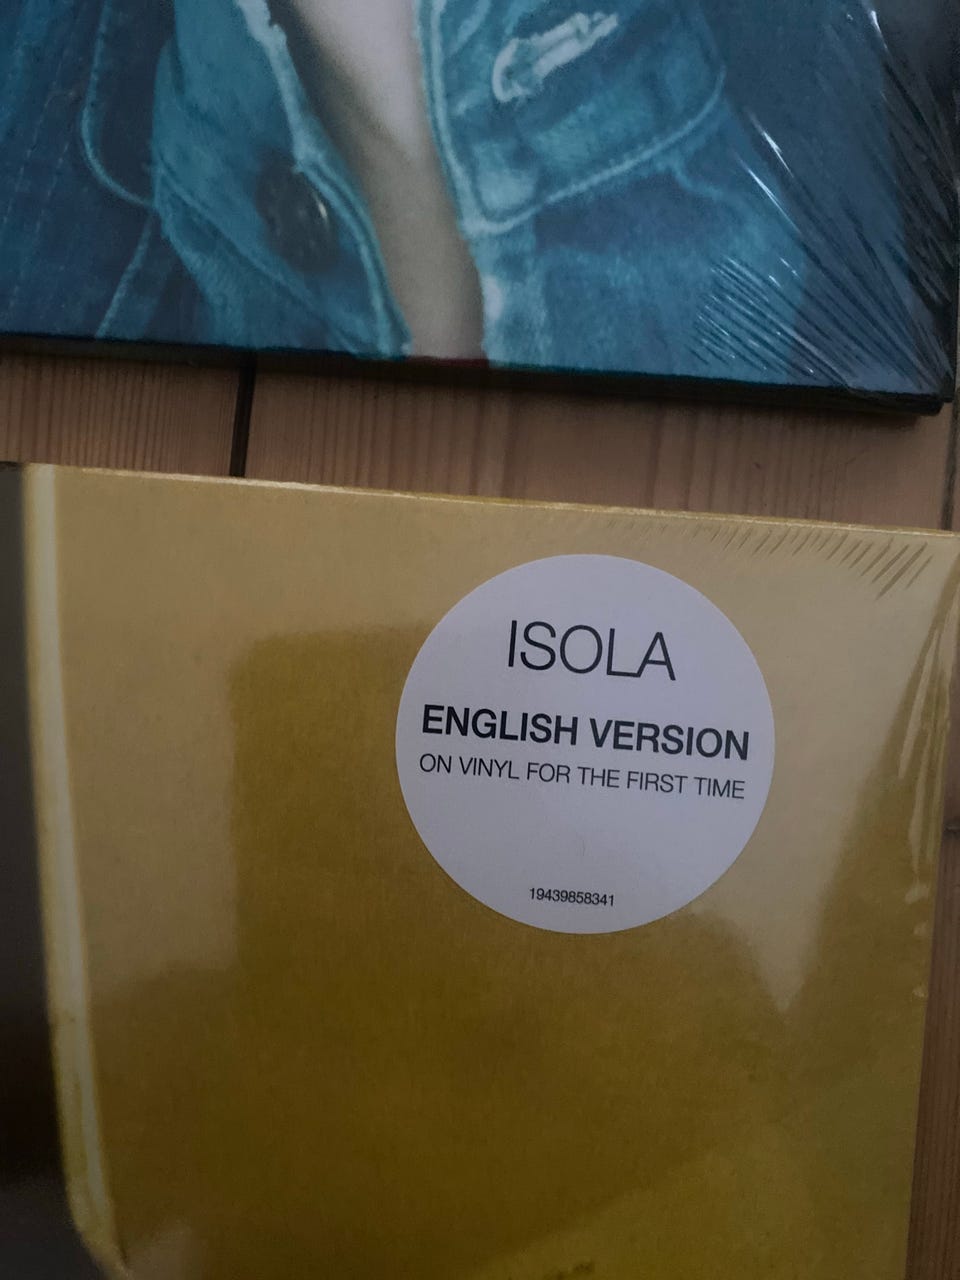 ISOLA
ENGLISH VERSION
ON VINYL FOR THE FIRST TIME
19439858341